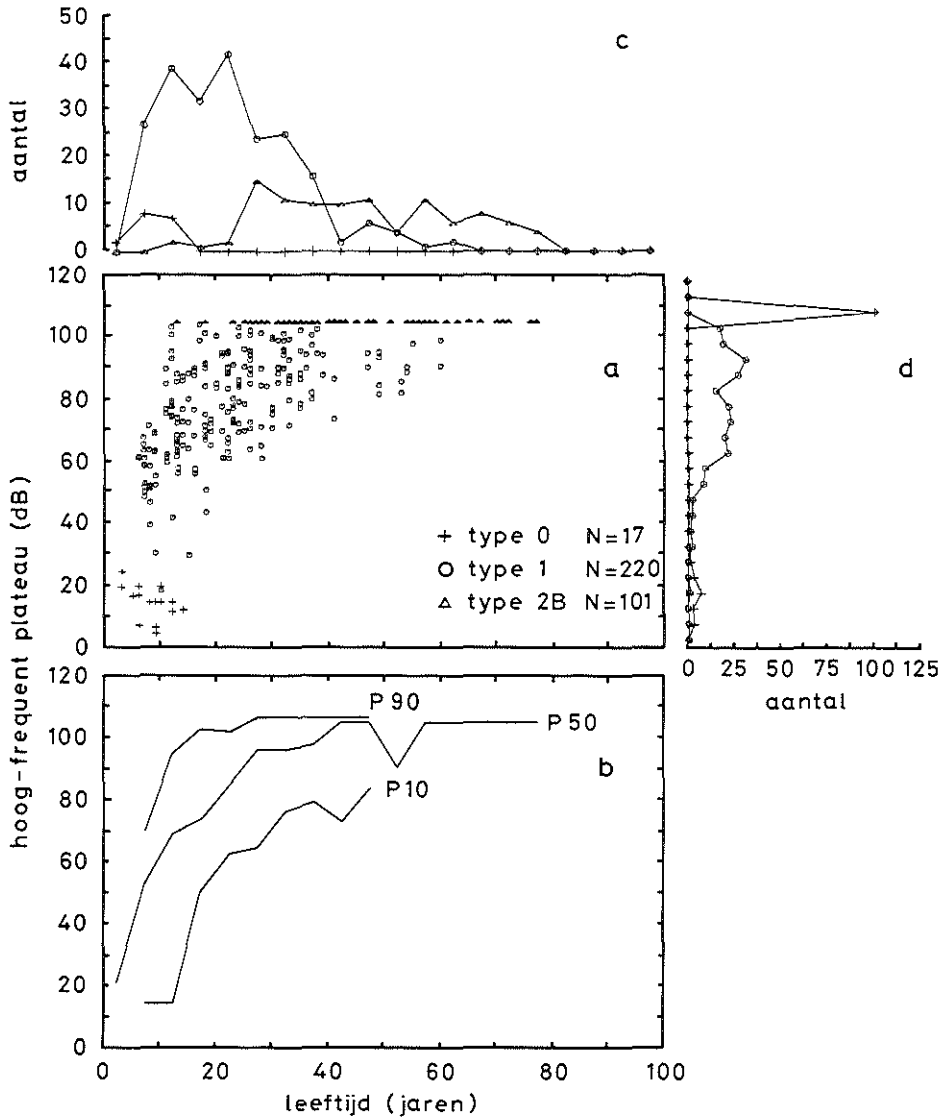 50
c
40
aantal
30
20
10
0
120
100
a
d
80
60
hoog-frequent plateau (dB)
40
+ type 0 N=17
o type 1 N=220
△ type 2B N=101
20
0
0 25 50 75 100 125
aantal
120
P 90
100
P 50
b
80
P 10
60
40
20
0
0 20 40 60 80 100
leeftijd (jaren)